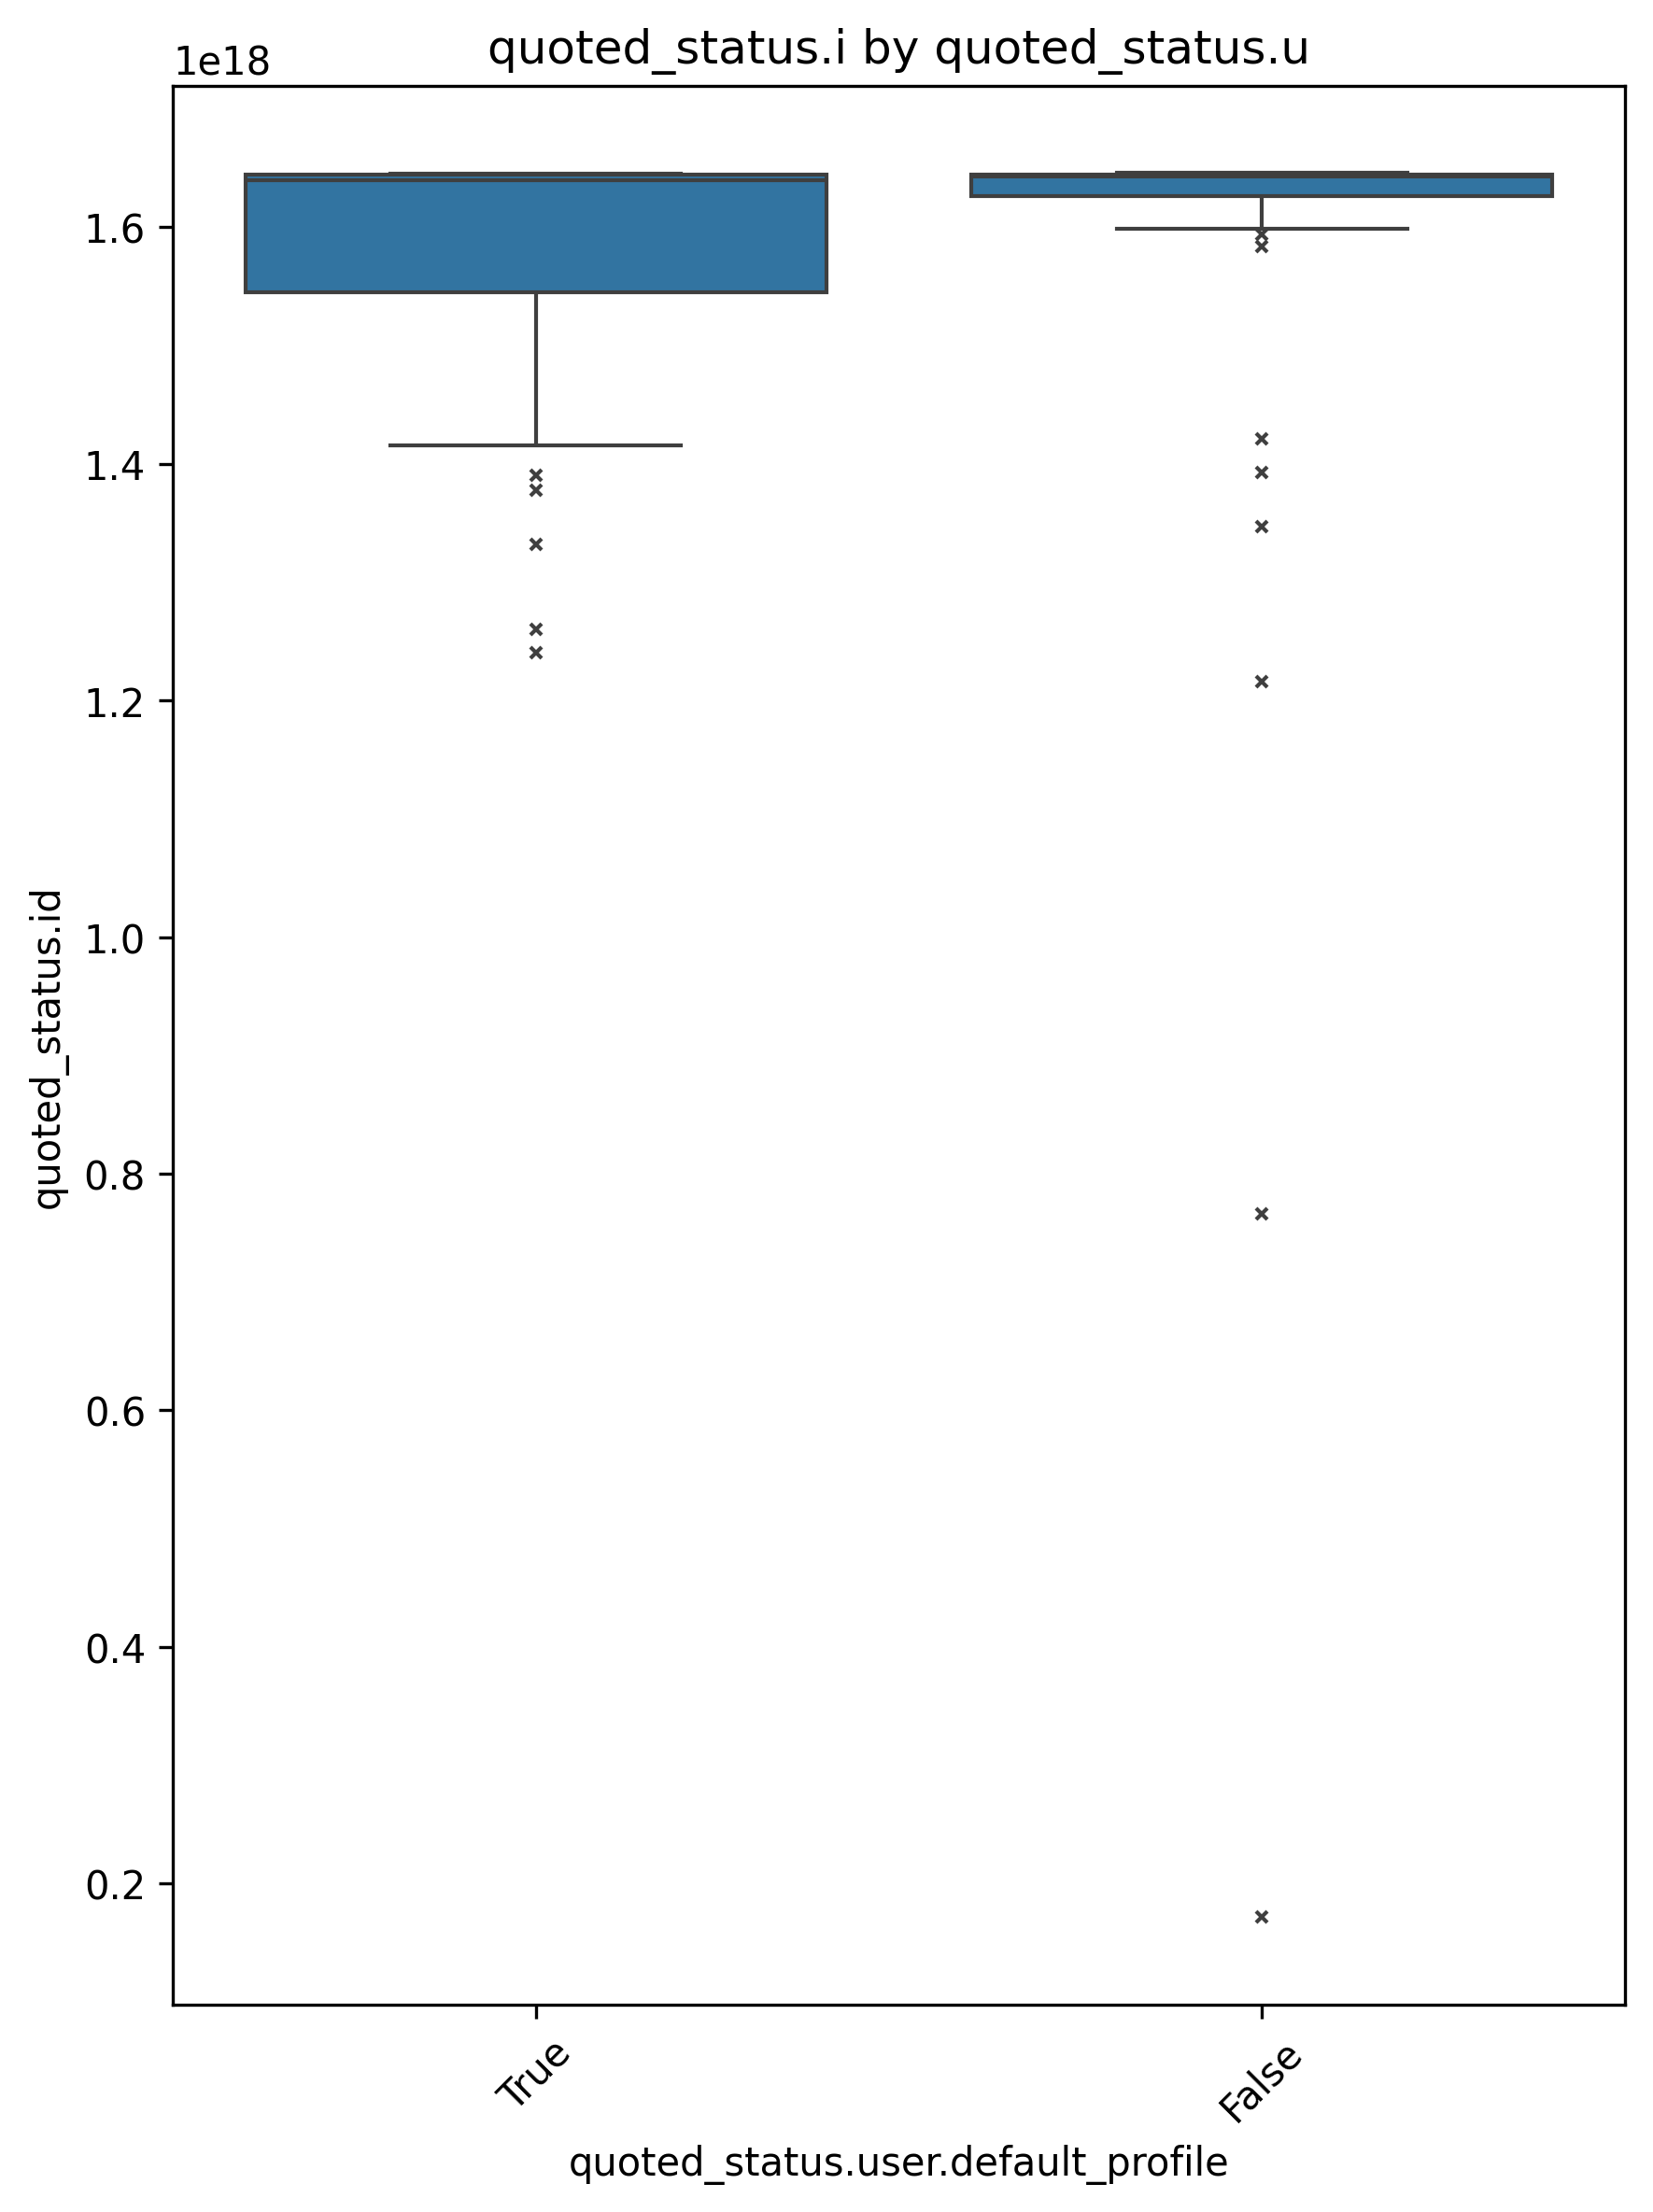 quoted_status.i by quoted_status.u
1e18
1.6
1.4
1.2
1.0
0.8
0.6
0.4
0.2
quoted_status.id
True
False
quoted_status.user.default_profile